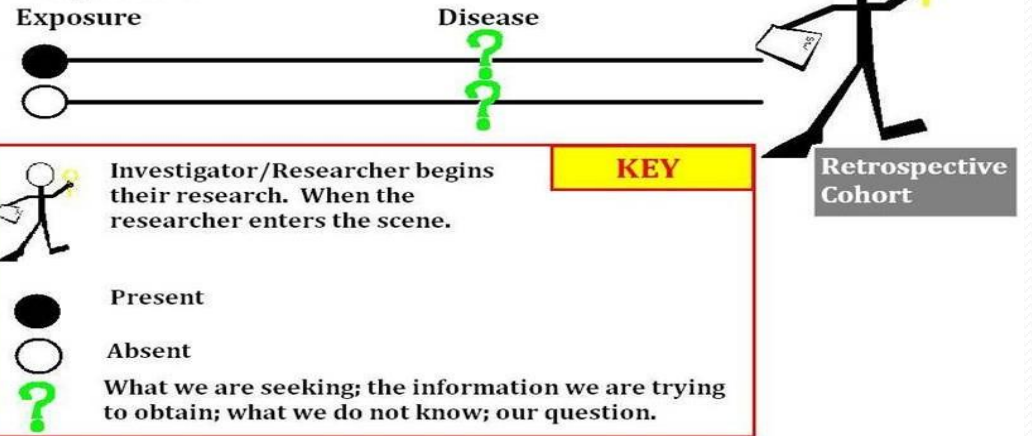 Exposure
Disease
?
?
KEY
Investigator/Researcher begins
their research. When the
researcher enters the scene.
Retrospective
Cohort
Present
Absent
?
What we are seeking; the information we are trying
to obtain; what we do not know; our question.